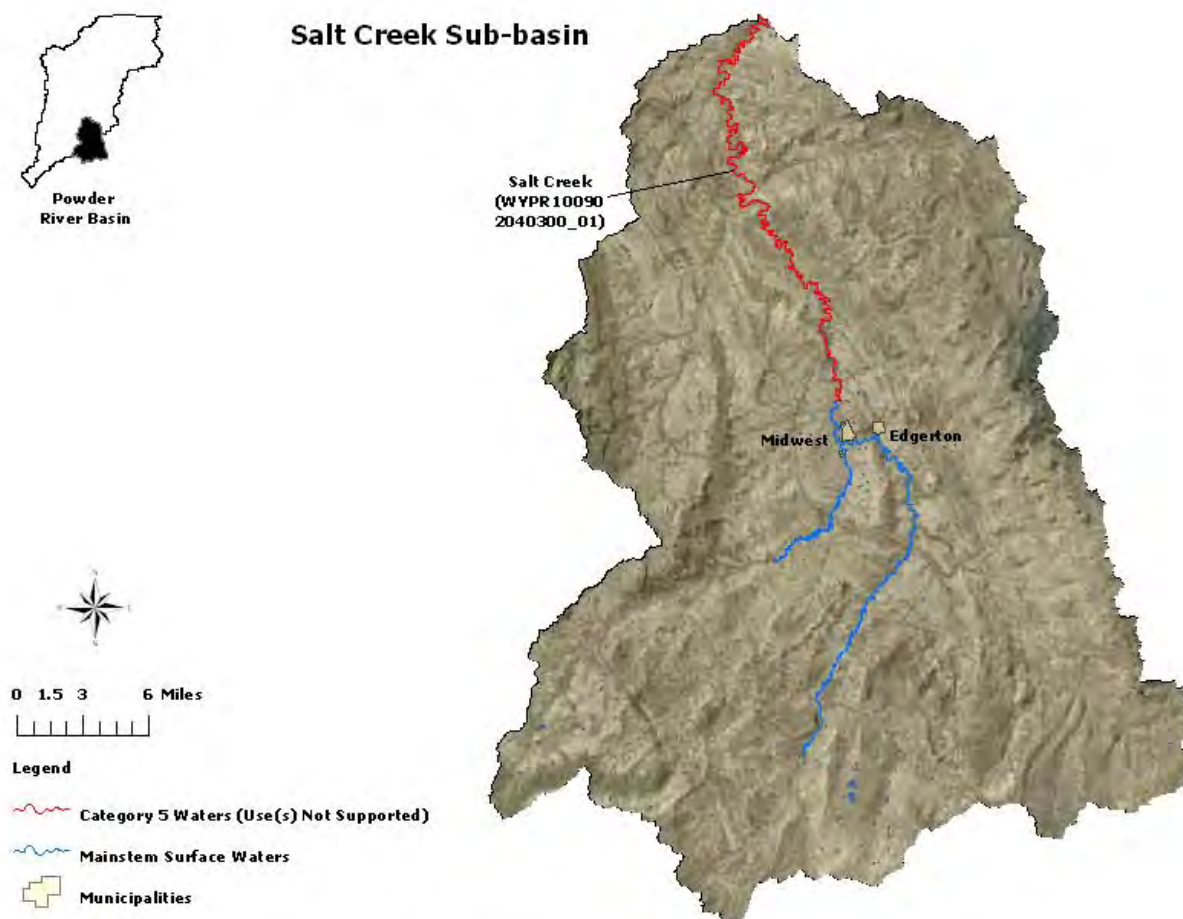 Salt Creek Sub-basin
Powder
River Basin
Salt Creek
(WYPR10090
2040300_01)
Midwest
Edgerton
0 1.5 3 6 Miles
Legend
Category 5 Waters (Use(s) Not Supported)
Mainstem Surface Waters
Municipalities